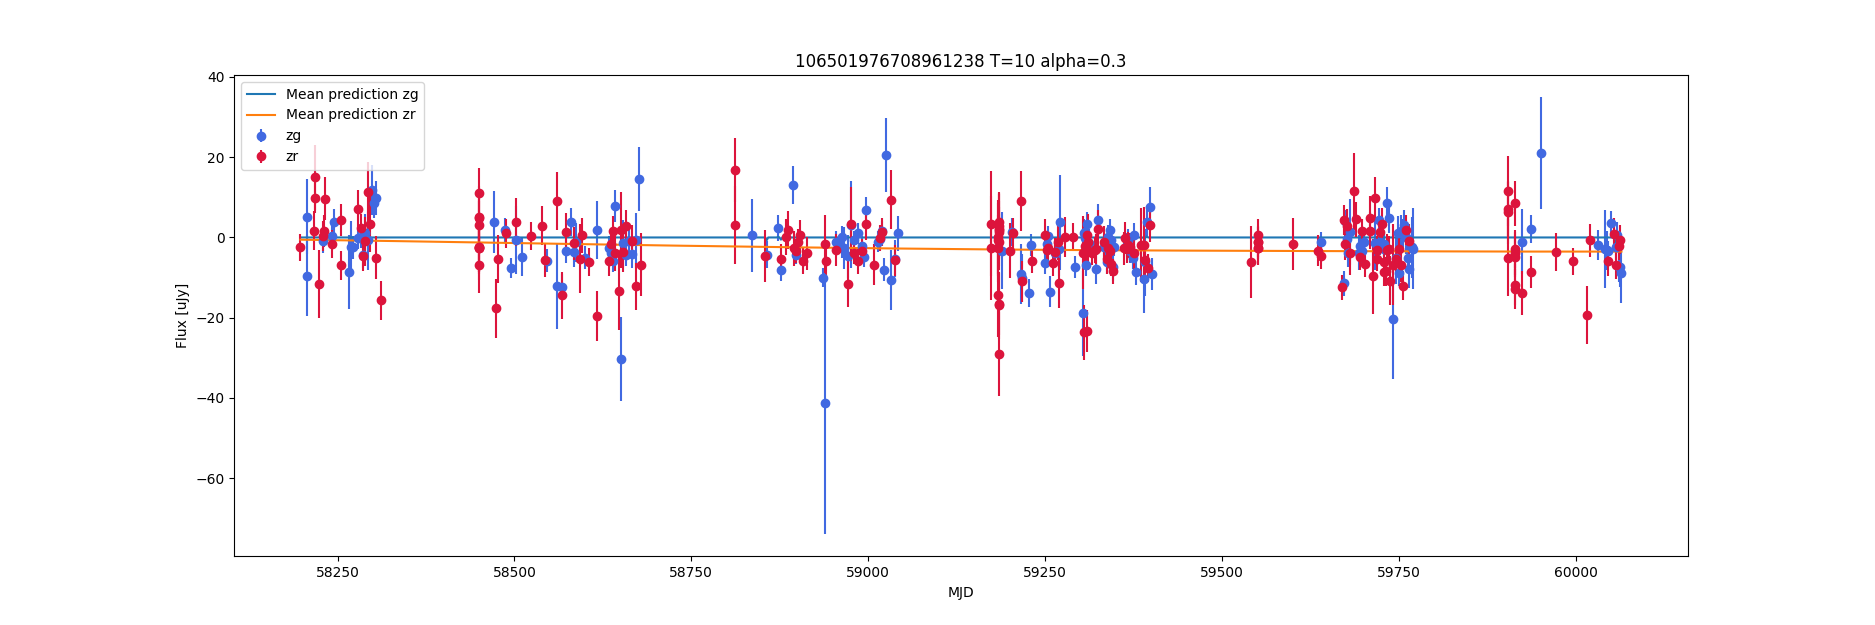 106501976708961238 T=10 alpha=0.3
Mean prediction zg
Mean prediction zr
zg
zr
Flux [uJy]
40
20
0
−20
−40
−60
58250 58500 58750 59000 59250 59500 59750 60000
MJD